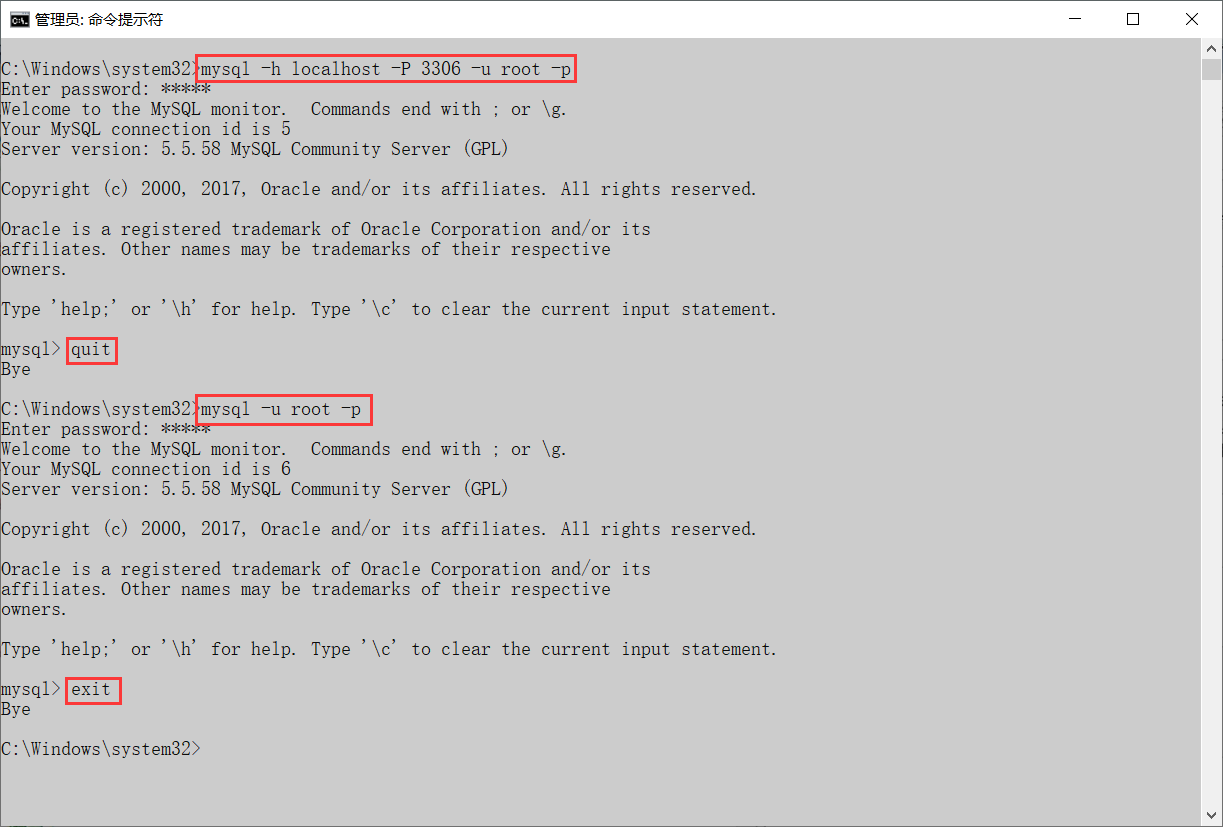 管理员: 命令提示符
C:\Windows\system32>mysql -h localhost -P 3306 -u root -p
Enter password: *****
Welcome to the MySQL monitor.  Commands end with ; or \g.
Your MySQL connection id is 5
Server version: 5.5.58 MySQL Community Server (GPL)
Copyright (c) 2000, 2017, Oracle and/or its affiliates. All rights reserved.
Oracle is a registered trademark of Oracle Corporation and/or its
affiliates. Other names may be trademarks of their respective
owners.
Type 'help;' or '\h' for help. Type '\c' to clear the current input statement.
mysql> quit
Bye
C:\Windows\system32>mysql -u root -p
Enter password: *****
Welcome to the MySQL monitor.  Commands end with ; or \g.
Your MySQL connection id is 6
Server version: 5.5.58 MySQL Community Server (GPL)
Copyright (c) 2000, 2017, Oracle and/or its affiliates. All rights reserved.
Oracle is a registered trademark of Oracle Corporation and/or its
affiliates. Other names may be trademarks of their respective
owners.
Type 'help;' or '\h' for help. Type '\c' to clear the current input statement.
mysql> exit
Bye
C:\Windows\system32>